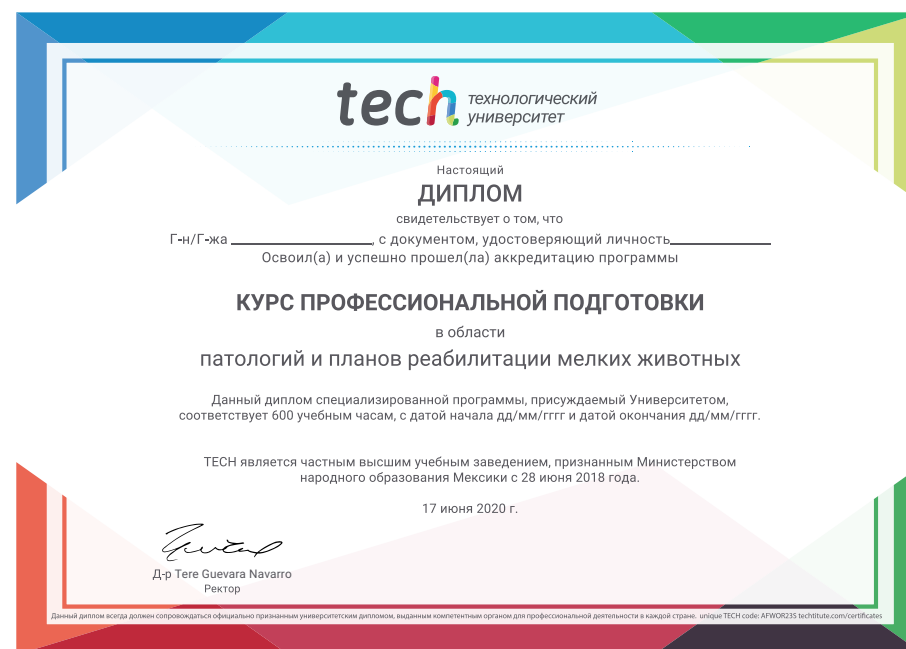 tech технологический
университет
Настоящий
ДИПЛОМ
свидетельствует о том, что
Г-н/Г-жа ________________, с документом, удостоверяющий личность____________
Освоил(а) и успешно прошел(ла) аккредитацию программы
КУРС ПРОФЕССИОНАЛЬНОЙ ПОДГОТОВКИ
в области
патологий и планов реабилитации мелких животных
Данный диплом специализированной программы, присуждаемый Университетом,
соответствует 600 учебным часам, с датой начала дд/мм/гггг и датой окончания дд/мм/гггг.
TECH является частным высшим учебным заведением, признанным Министерством
народного образования Мексики с 28 июня 2018 года.
17 июня 2020 г.
Д-р Tere Guevara Navarro
Ректор
Данный диплом всегда должен сопровождаться официально признанным университетским дипломом, выданным компетентным органом для профессиональной деятельности в каждой стране. unique TECH code: AFWOR235 techtitute.com/certificates